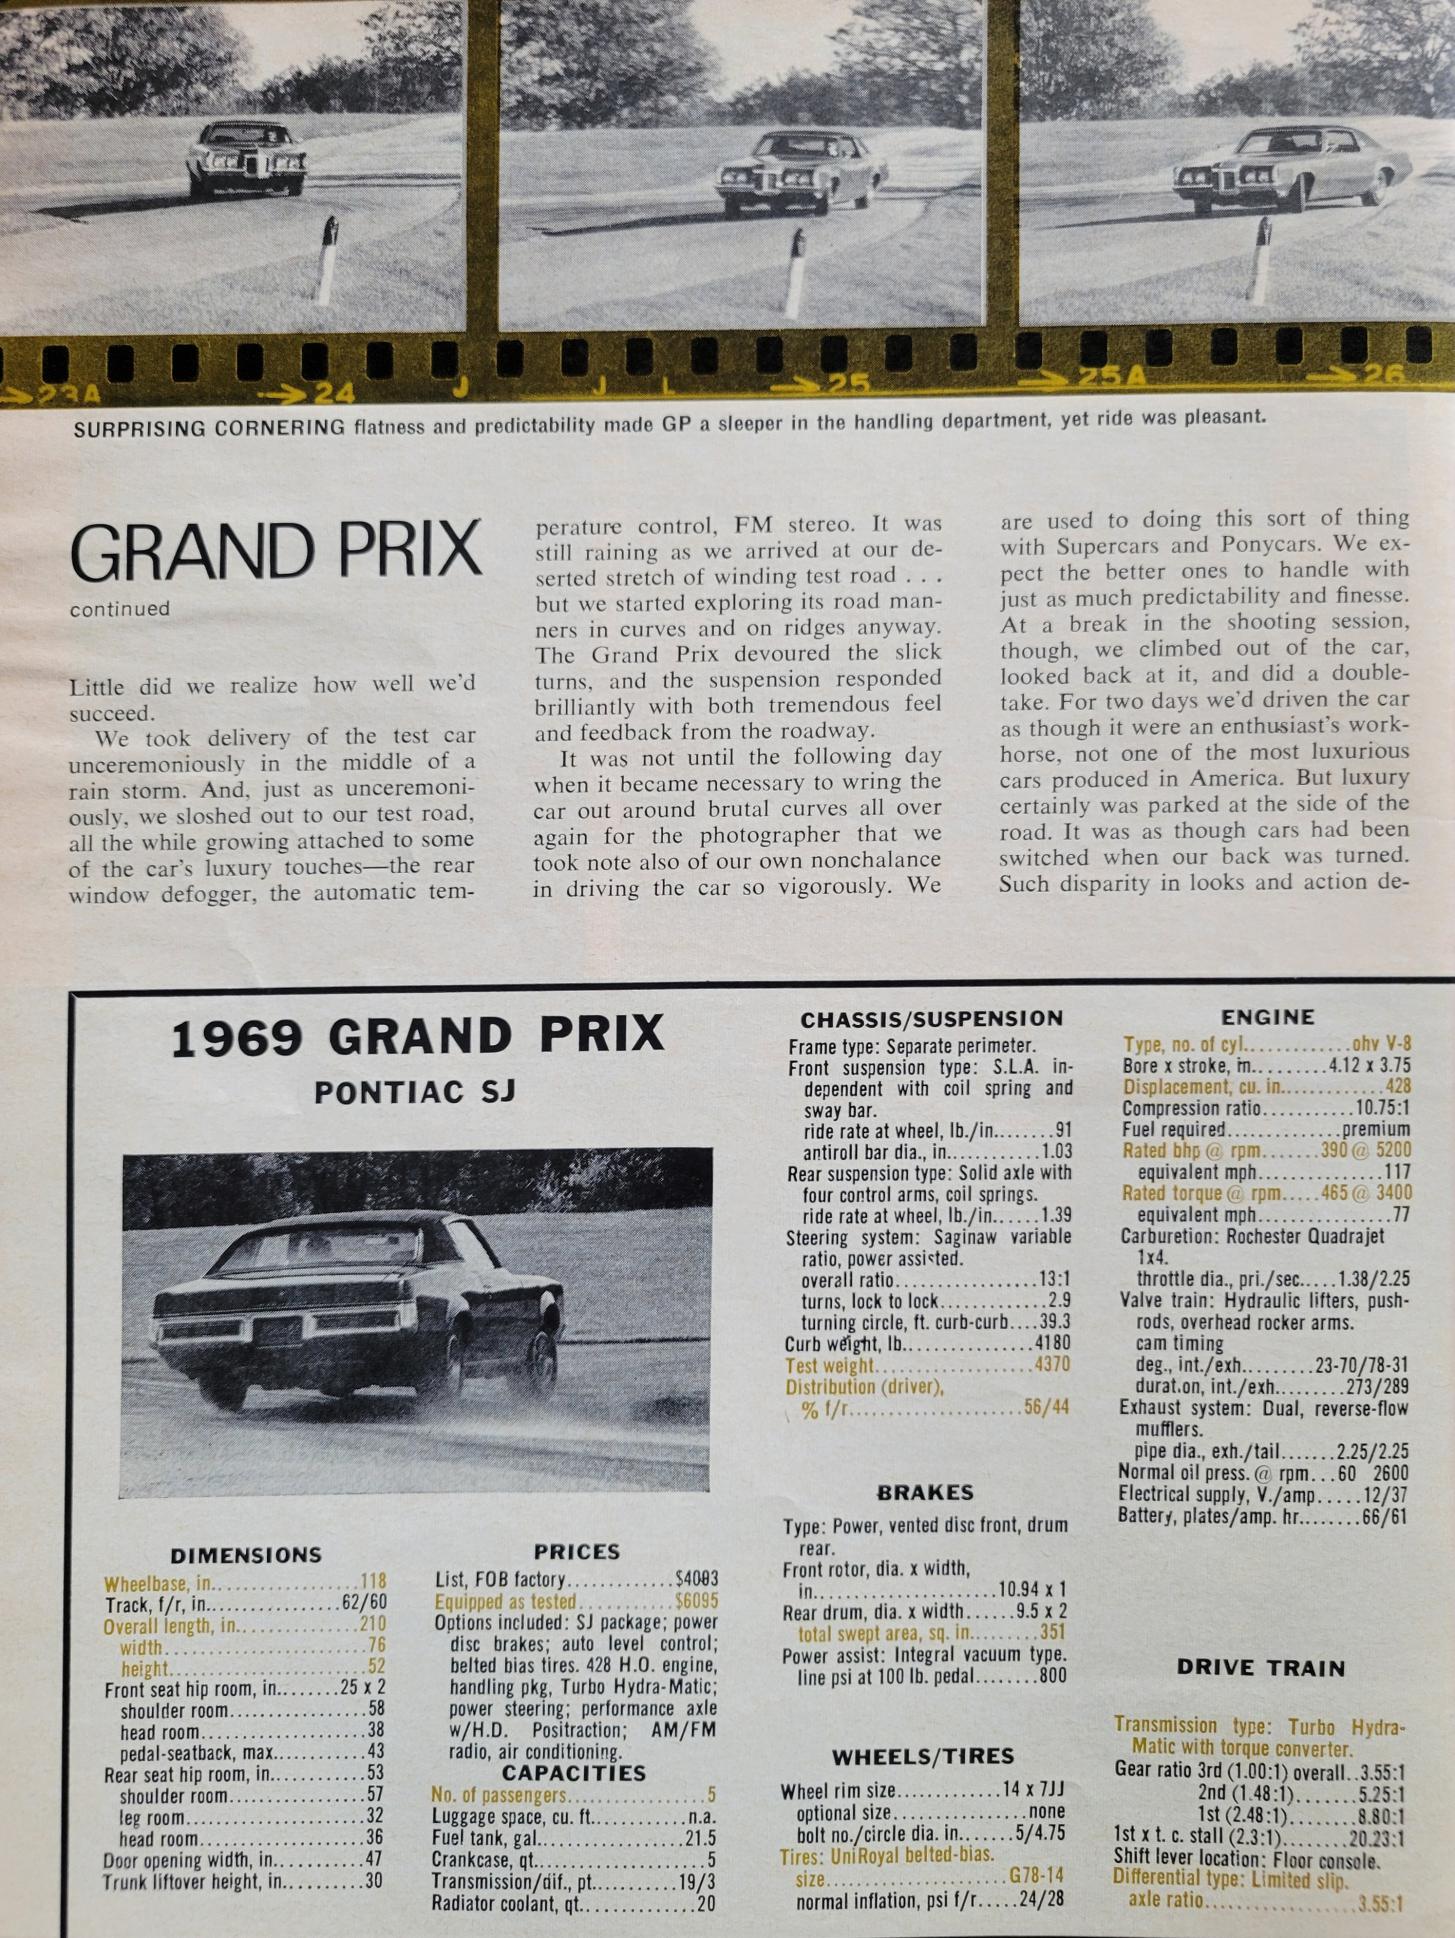 →23A
→24
J
J
L
→25
→25A
→26
SURPRISING CORNERING flatness and predictability made GP a sleeper in the handling department, yet ride was pleasant.
GRAND PRIX
continued
Little did we realize how well we'd
succeed.
We took delivery of the test car
unceremoniously in the middle of a
rain storm. And, just as unceremoni-
ously, we sloshed out to our test road,
all the while growing attached to some
of the car's luxury touches—the rear
window defogger, the automatic tem-
perature control, FM stereo. It was
still raining as we arrived at our de-
serted stretch of winding test road . . .
but we started exploring its road man-
ners in curves and on ridges anyway.
The Grand Prix devoured the slick
turns, and the suspension responded
brilliantly with both tremendous feel
and feedback from the roadway.
It was not until the following day
when it became necessary to wring the
car out around brutal curves all over
again for the photographer that we
took note also of our own nonchalance
in driving the car so vigorously. We
are used to doing this sort of thing
with Supercars and Ponycars. We ex-
pect the better ones to handle with
just as much predictability and finesse.
At a break in the shooting session,
though, we climbed out of the car,
looked back at it, and did a double-
take. For two days we'd driven the car
as though it were an enthusiast's work-
horse, not one of the most luxurious
cars produced in America. But luxury
certainly was parked at the side of the
road. It was as though cars had been
switched when our back was turned.
Such disparity in looks and action de-
1969 GRAND PRIX
PONTIAC SJ
DIMENSIONS
Wheelbase, in..................118
Track, f/r, in................62/60
Overall length, in..............210
width.........................76
height........................52
Front seat hip room, in........25 x 2
shoulder room.................58
head room.....................38
pedal-seatback, max............43
Rear seat hip room, in............53
shoulder room.................57
leg room......................32
head room.....................36
Door opening width, in............47
Trunk liftover height, in..........30
PRICES
List, FOB factory.............$4083
Equipped as tested...........$6095
Options included: SJ package; power
disc brakes; auto level control;
belted bias tires. 428 H.O. engine,
handling pkg, Turbo Hydra-Matic;
power steering; performance axle
w/H.D. Positraction; AM/FM
radio, air conditioning.
CAPACITIES
No. of passengers..................5
Luggage space, cu. ft............n.a.
Fuel tank, gal..................21.5
Crankcase, qt.....................5
Transmission/dif., pt...........19/3
Radiator coolant, qt..............20
CHASSIS/SUSPENSION
Frame type: Separate perimeter.
Front suspension type: S.L.A. in-
dependent with coil spring and
sway bar.
ride rate at wheel, lb./in........91
antiroll bar dia., in...........1.03
Rear suspension type: Solid axle with
four control arms, coil springs.
ride rate at wheel, lb./in......1.39
Steering system: Saginaw variable
ratio, power assisted.
overall ratio.................13:1
turns, lock to lock.............2.9
turning circle, ft. curb-curb....39.3
Curb weight, lb................4180
Test weight...................4370
Distribution (driver),
% f/r......................56/44
BRAKES
Type: Power, vented disc front, drum
rear.
Front rotor, dia. x width,
in.......................10.94 x 1
Rear drum, dia. x width......9.5 x 2
total swept area, sq. in.........351
Power assist: Integral vacuum type.
line psi at 100 lb. pedal........800
WHEELS/TIRES
Wheel rim size.............14 x 7JJ
optional size................none
bolt no./circle dia. in.......5/4.75
Tires: UniRoyal belted-bias.
size.....................G78-14
normal inflation, psi f/r.....24/28
ENGINE
Type, no. of cyl.............ohv V-8
Bore x stroke, in.........4.12 x 3.75
Displacement, cu. in.............428
Compression ratio...........10.75:1
Fuel required..............premium
Rated bhp @ rpm.......390 @ 5200
equivalent mph...............117
Rated torque @ rpm.....465 @ 3400
equivalent mph................77
Carburetion: Rochester Quadrajet
1x4.
throttle dia., pri./sec.....1.38/2.25
Valve train: Hydraulic lifters, push-
rods, overhead rocker arms.
cam timing
deg., int./exh.........23-70/78-31
durat.on, int./exh.........273/289
Exhaust system: Dual, reverse-flow
mufflers.
pipe dia., exh./tail.......2.25/2.25
Normal oil press. @ rpm...60 2600
Electrical supply, V./amp.....12/37
Battery, plates/amp. hr........66/61
DRIVE TRAIN
Transmission type: Turbo Hydra-
Matic with torque converter.
Gear ratio 3rd (1.00:1) overall..3.55:1
2nd (1.48:1)........5.25:1
1st (2.48:1)........8.80:1
1st x t. c. stall (2.3:1)........20.23:1
Shift lever location: Floor console.
Differential type: Limited slip.
axle ratio..................3.55:1